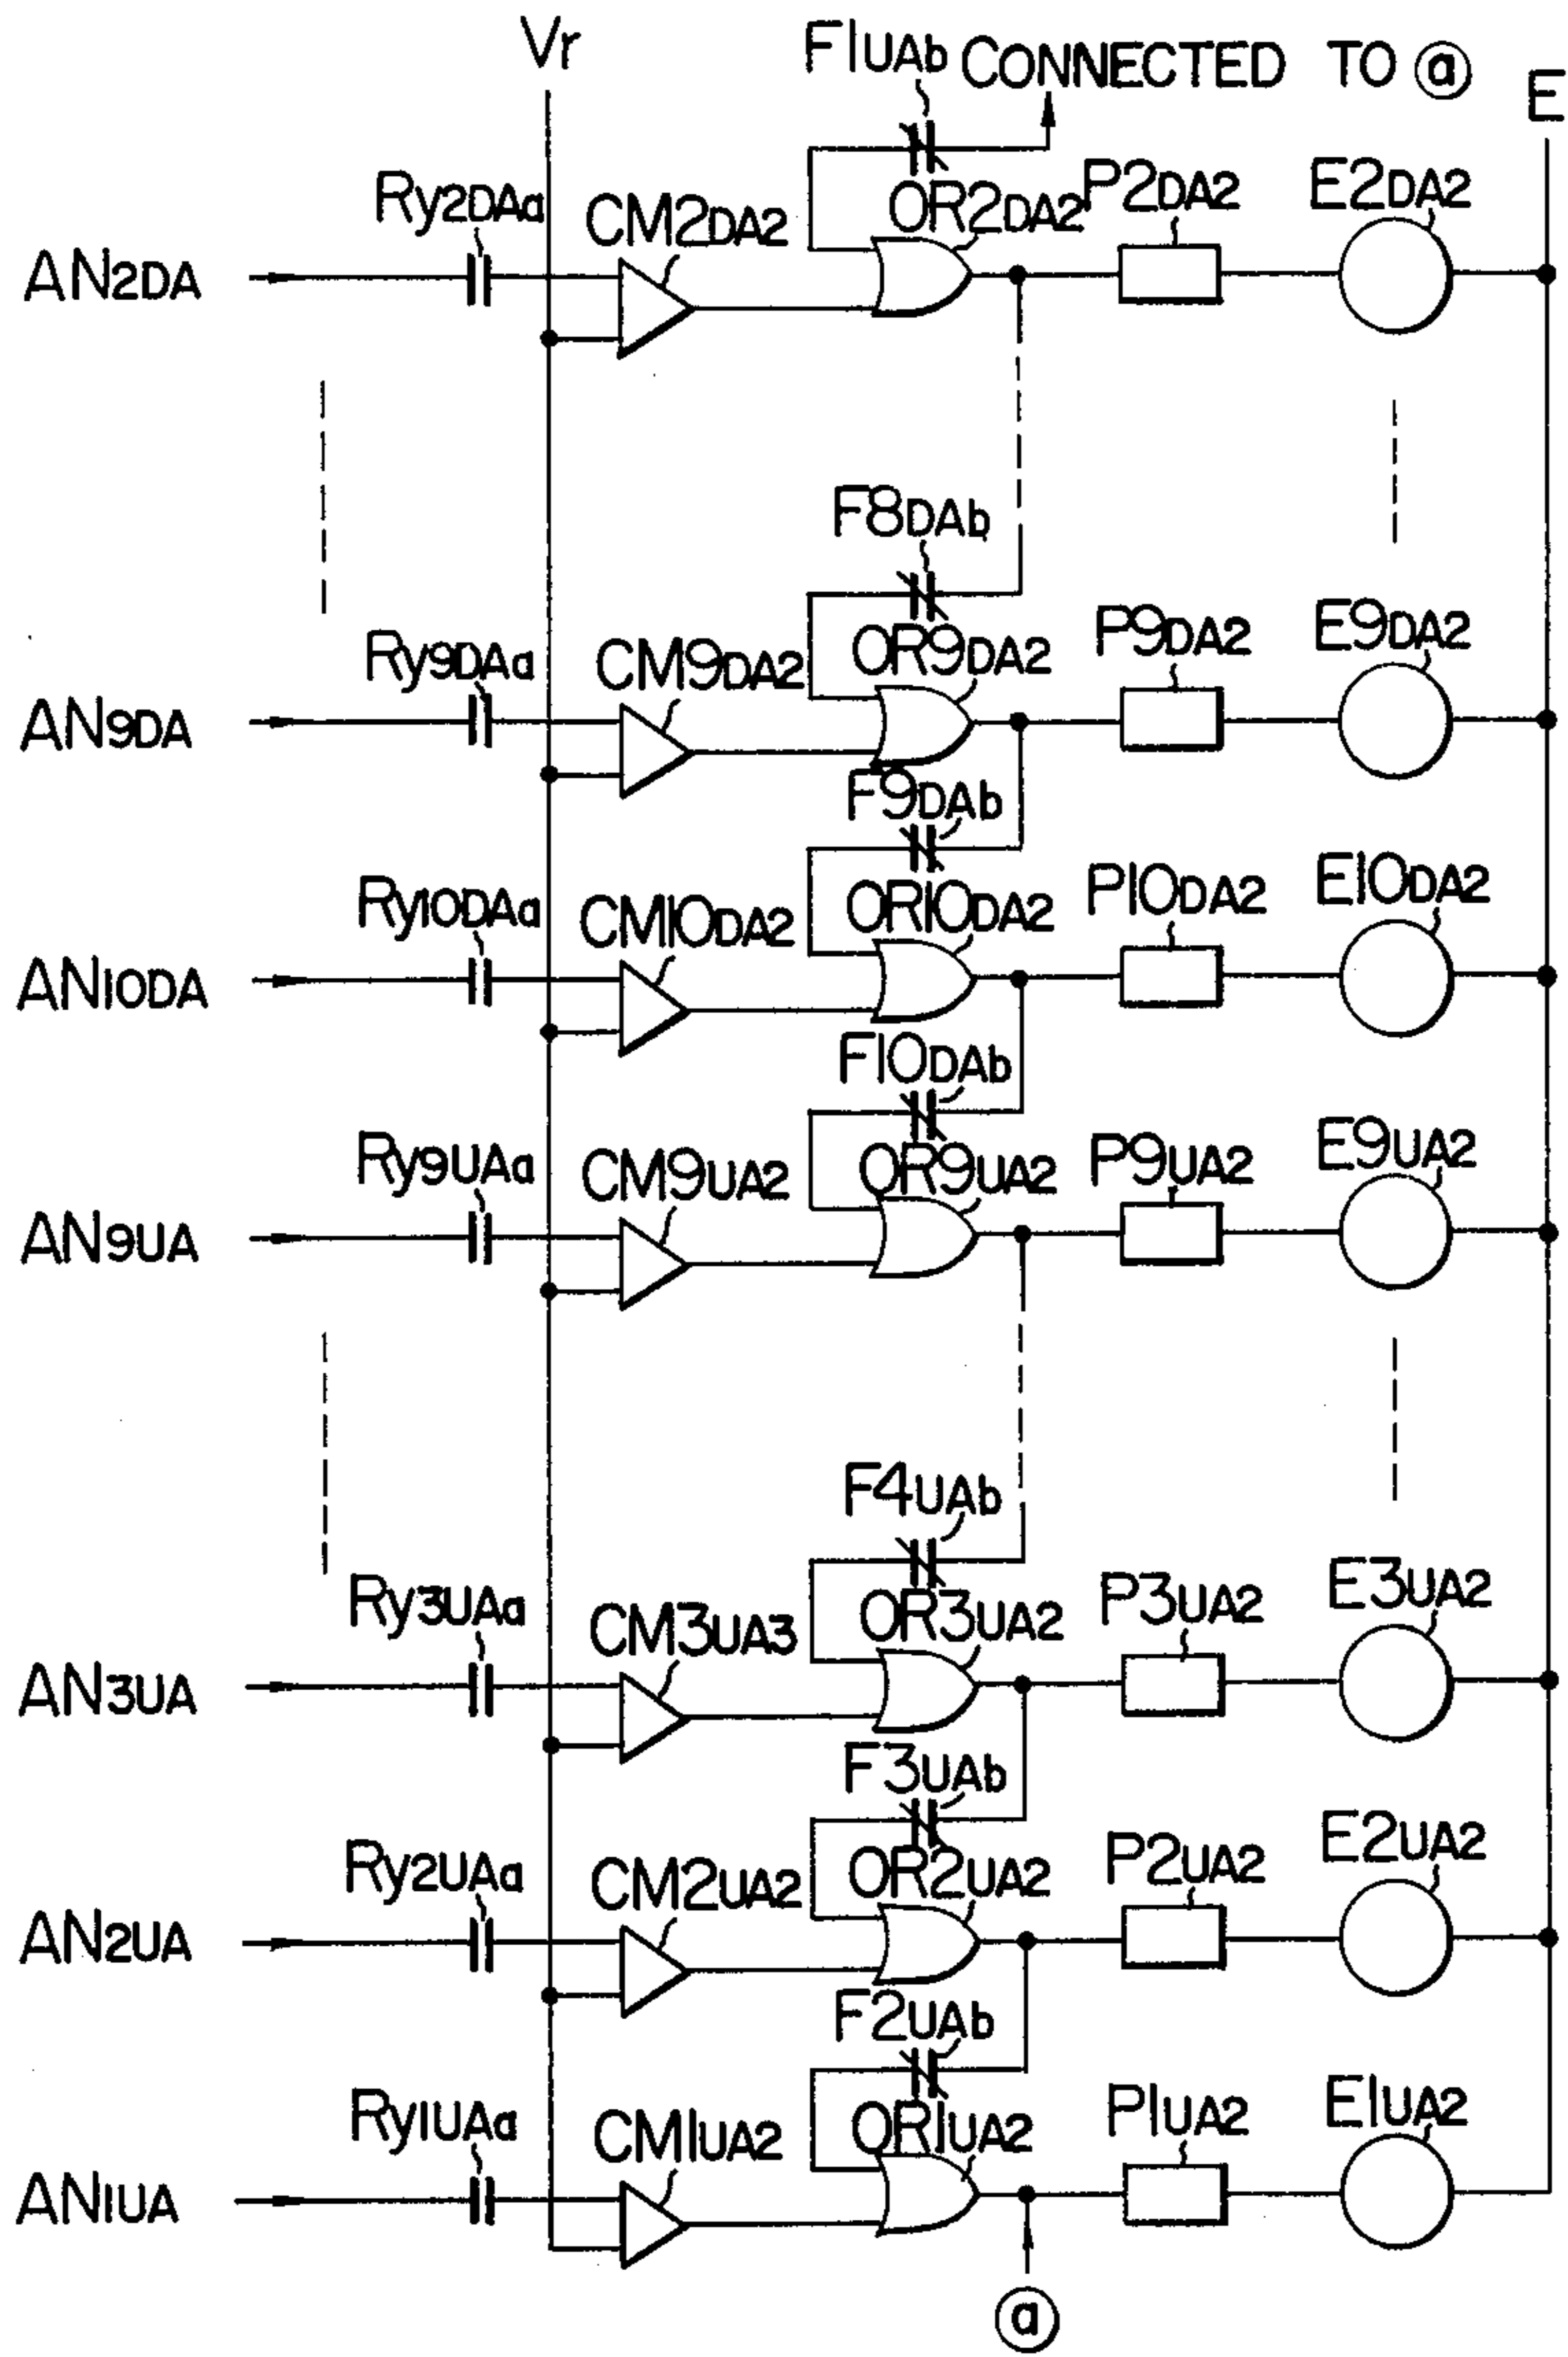 Vr
F1UAb CONNECTED TO ⓐ
E
Ry2DAa CM2DA2 OR2DA2 P2DA2 E2DA2
AN2DA
F8DAb
Ry9DAa CM9DA2 OR9DA2 P9DA2 E9DA2
AN9DA
F9DAb
Ry10DAa CM10DA2 OR10DA2 P10DA2 E10DA2
AN10DA
F10DAb
Ry9UAa CM9UA2 OR9UA2 P9UA2 E9UA2
AN9UA
F4UAb
Ry3UAa CM3UA3 OR3UA2 P3UA2 E3UA2
AN3UA
F3UAb
Ry2UAa CM2UA2 OR2UA2 P2UA2 E2UA2
AN2UA
F2UAb
Ry1UAa CM1UA2 OR1UA2 P1UA2 E1UA2
AN1UA
ⓐ